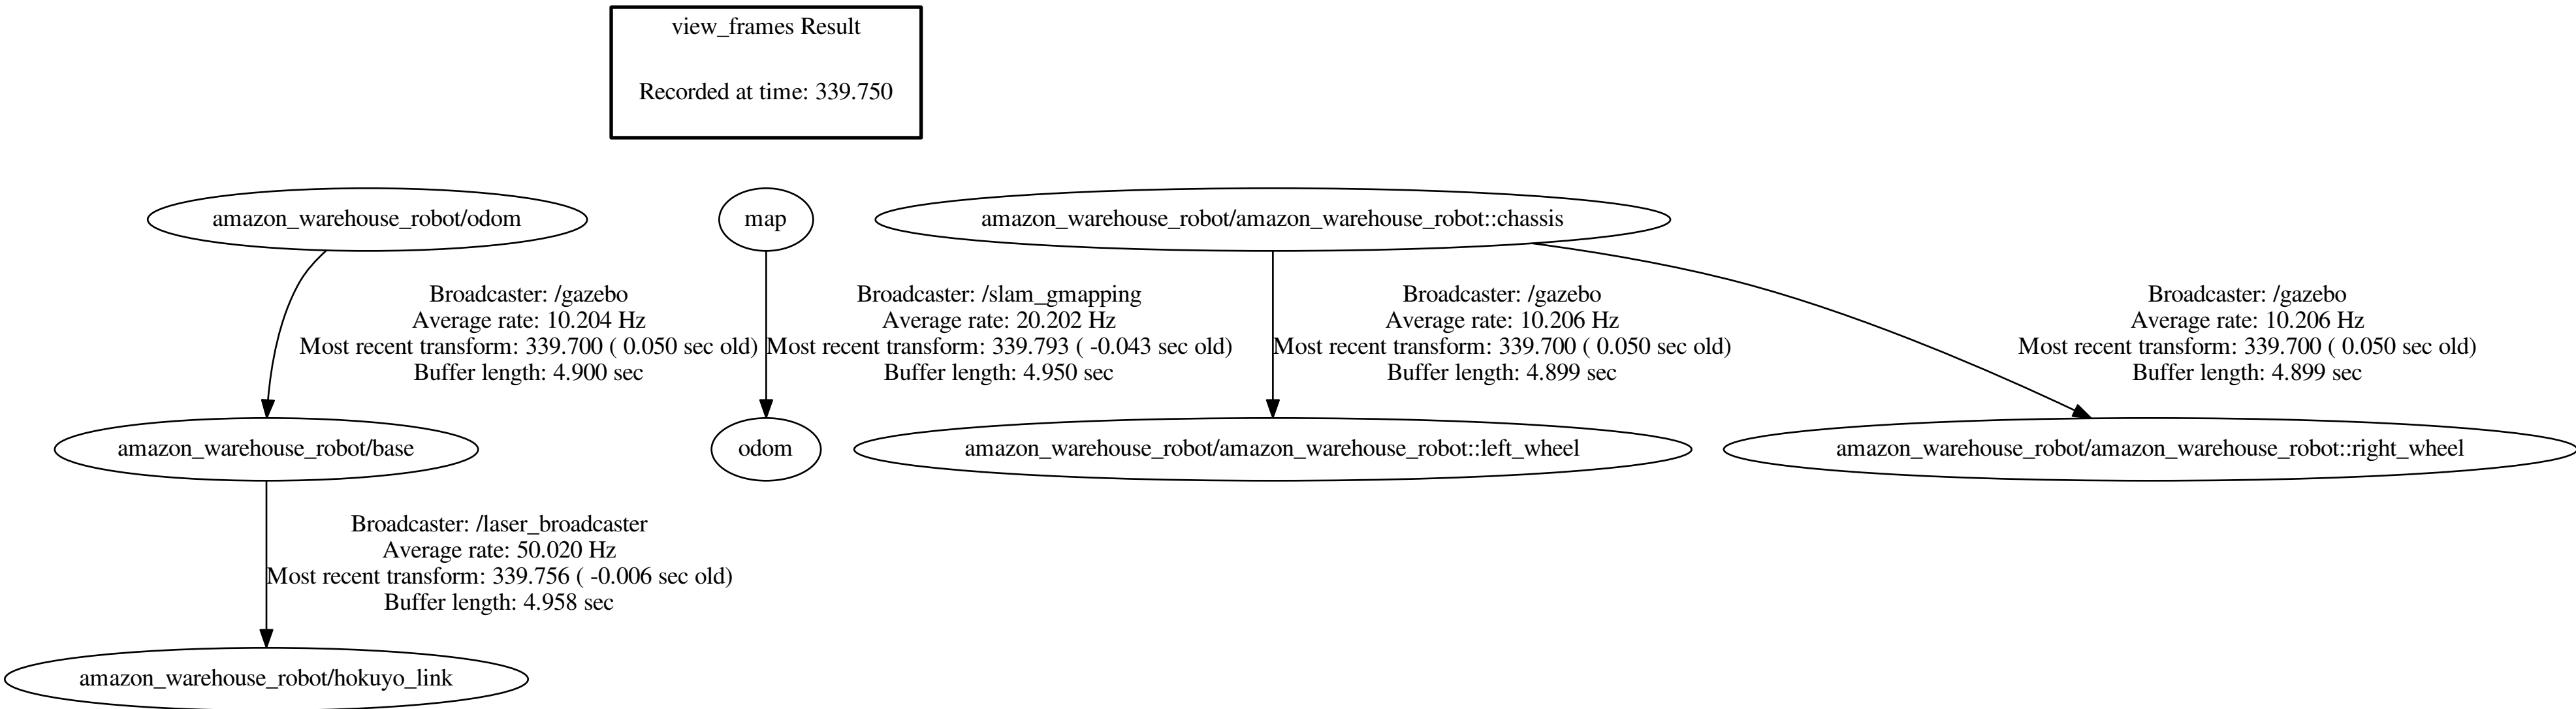 view_frames Result
Recorded at time: 339.750
amazon_warehouse_robot/odom
map
amazon_warehouse_robot/amazon_warehouse_robot::chassis
Broadcaster: /gazebo
Average rate: 10.204 Hz
Most recent transform: 339.700 ( 0.050 sec old)
Buffer length: 4.900 sec
Broadcaster: /slam_gmapping
Average rate: 20.202 Hz
Most recent transform: 339.793 ( -0.043 sec old)
Buffer length: 4.950 sec
Broadcaster: /gazebo
Average rate: 10.206 Hz
Most recent transform: 339.700 ( 0.050 sec old)
Buffer length: 4.899 sec
Broadcaster: /gazebo
Average rate: 10.206 Hz
Most recent transform: 339.700 ( 0.050 sec old)
Buffer length: 4.899 sec
amazon_warehouse_robot/base
odom
amazon_warehouse_robot/amazon_warehouse_robot::left_wheel
amazon_warehouse_robot/amazon_warehouse_robot::right_wheel
Broadcaster: /laser_broadcaster
Average rate: 50.020 Hz
Most recent transform: 339.756 ( -0.006 sec old)
Buffer length: 4.958 sec
amazon_warehouse_robot/hokuyo_link